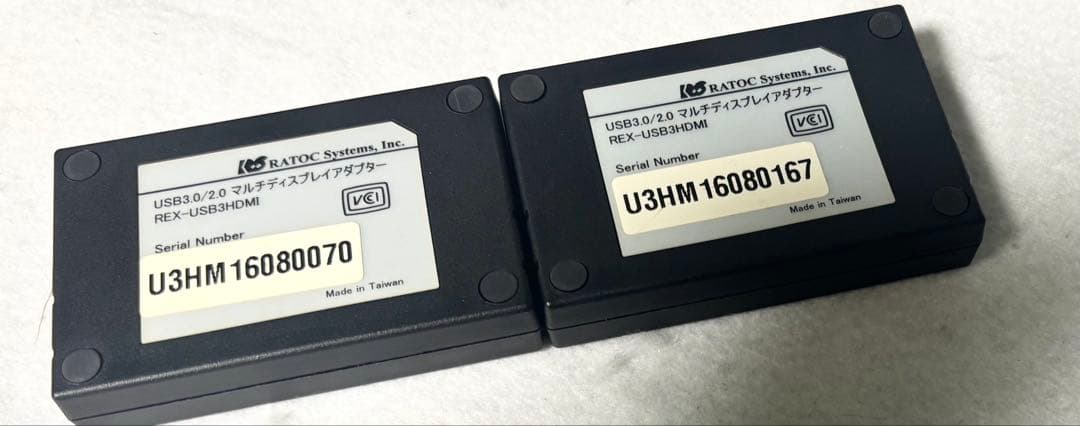 RATOC Systems, Inc.
USB3.0/2.0 マルチディスプレイアダプター
REX-USB3HDMI
VCI
Serial Number
U3HM16080070
Made in Taiwan
RATOC Systems, Inc.
USB3.0/2.0 マルチディスプレイアダプター
REX-USB3HDMI
VCI
Serial Number
U3HM16080167
Made in Taiwan